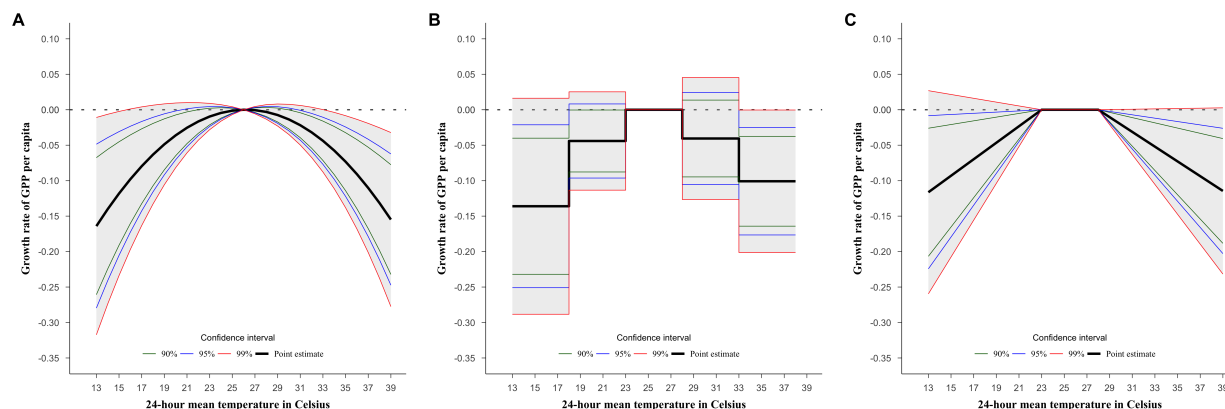 A
0.10
0.05
0.00
-0.05
-0.10
-0.15
-0.20
-0.25
-0.30
-0.35
Growth rate of GPP per capita
Confidence interval
90% 95% 99% Point estimate
13 15 17 19 21 23 25 27 29 31 33 35 37 39
24-hour mean temperature in Celsius
B
0.10
0.05
0.00
-0.05
-0.10
-0.15
-0.20
-0.25
-0.30
-0.35
Growth rate of GPP per capita
Confidence interval
90% 95% 99% Point estimate
13 15 17 19 21 23 25 27 29 31 33 35 37 39
24-hour mean temperature in Celsius
C
0.10
0.05
0.00
-0.05
-0.10
-0.15
-0.20
-0.25
-0.30
-0.35
Growth rate of GPP per capita
Confidence interval
90% 95% 99% Point estimate
13 15 17 19 21 23 25 27 29 31 33 35 37 39
24-hour mean temperature in Celsius